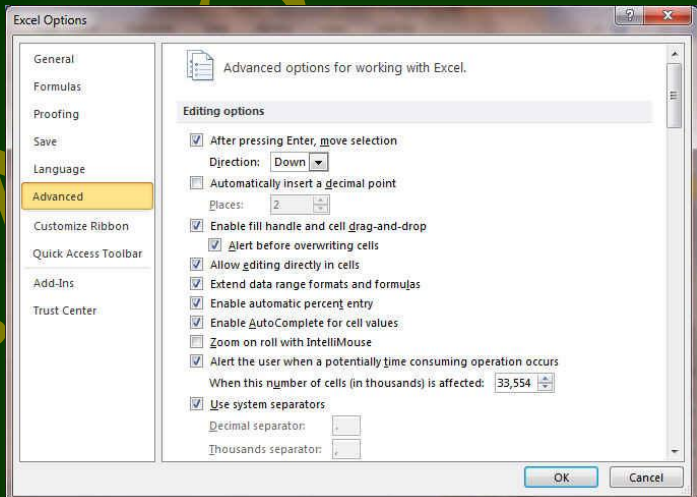 Excel Options
General
Formulas
Proofing
Save
Language
Advanced
Customize Ribbon
Quick Access Toolbar
Add-Ins
Trust Center
Advanced options for working with Excel.
Editing options
After pressing Enter, move selection
Direction: Down
Automatically insert a decimal point
Places: 2
Enable fill handle and cell drag-and-drop
Alert before overwriting cells
Allow editing directly in cells
Extend data range formats and formulas
Enable automatic percent entry
Enable AutoComplete for cell values
Zoom on roll with IntelliMouse
Alert the user when a potentially time consuming operation occurs
When this number of cells (in thousands) is affected: 33,554
Use system separators
Decimal separator: .
Thousands separator: ,
OK Cancel